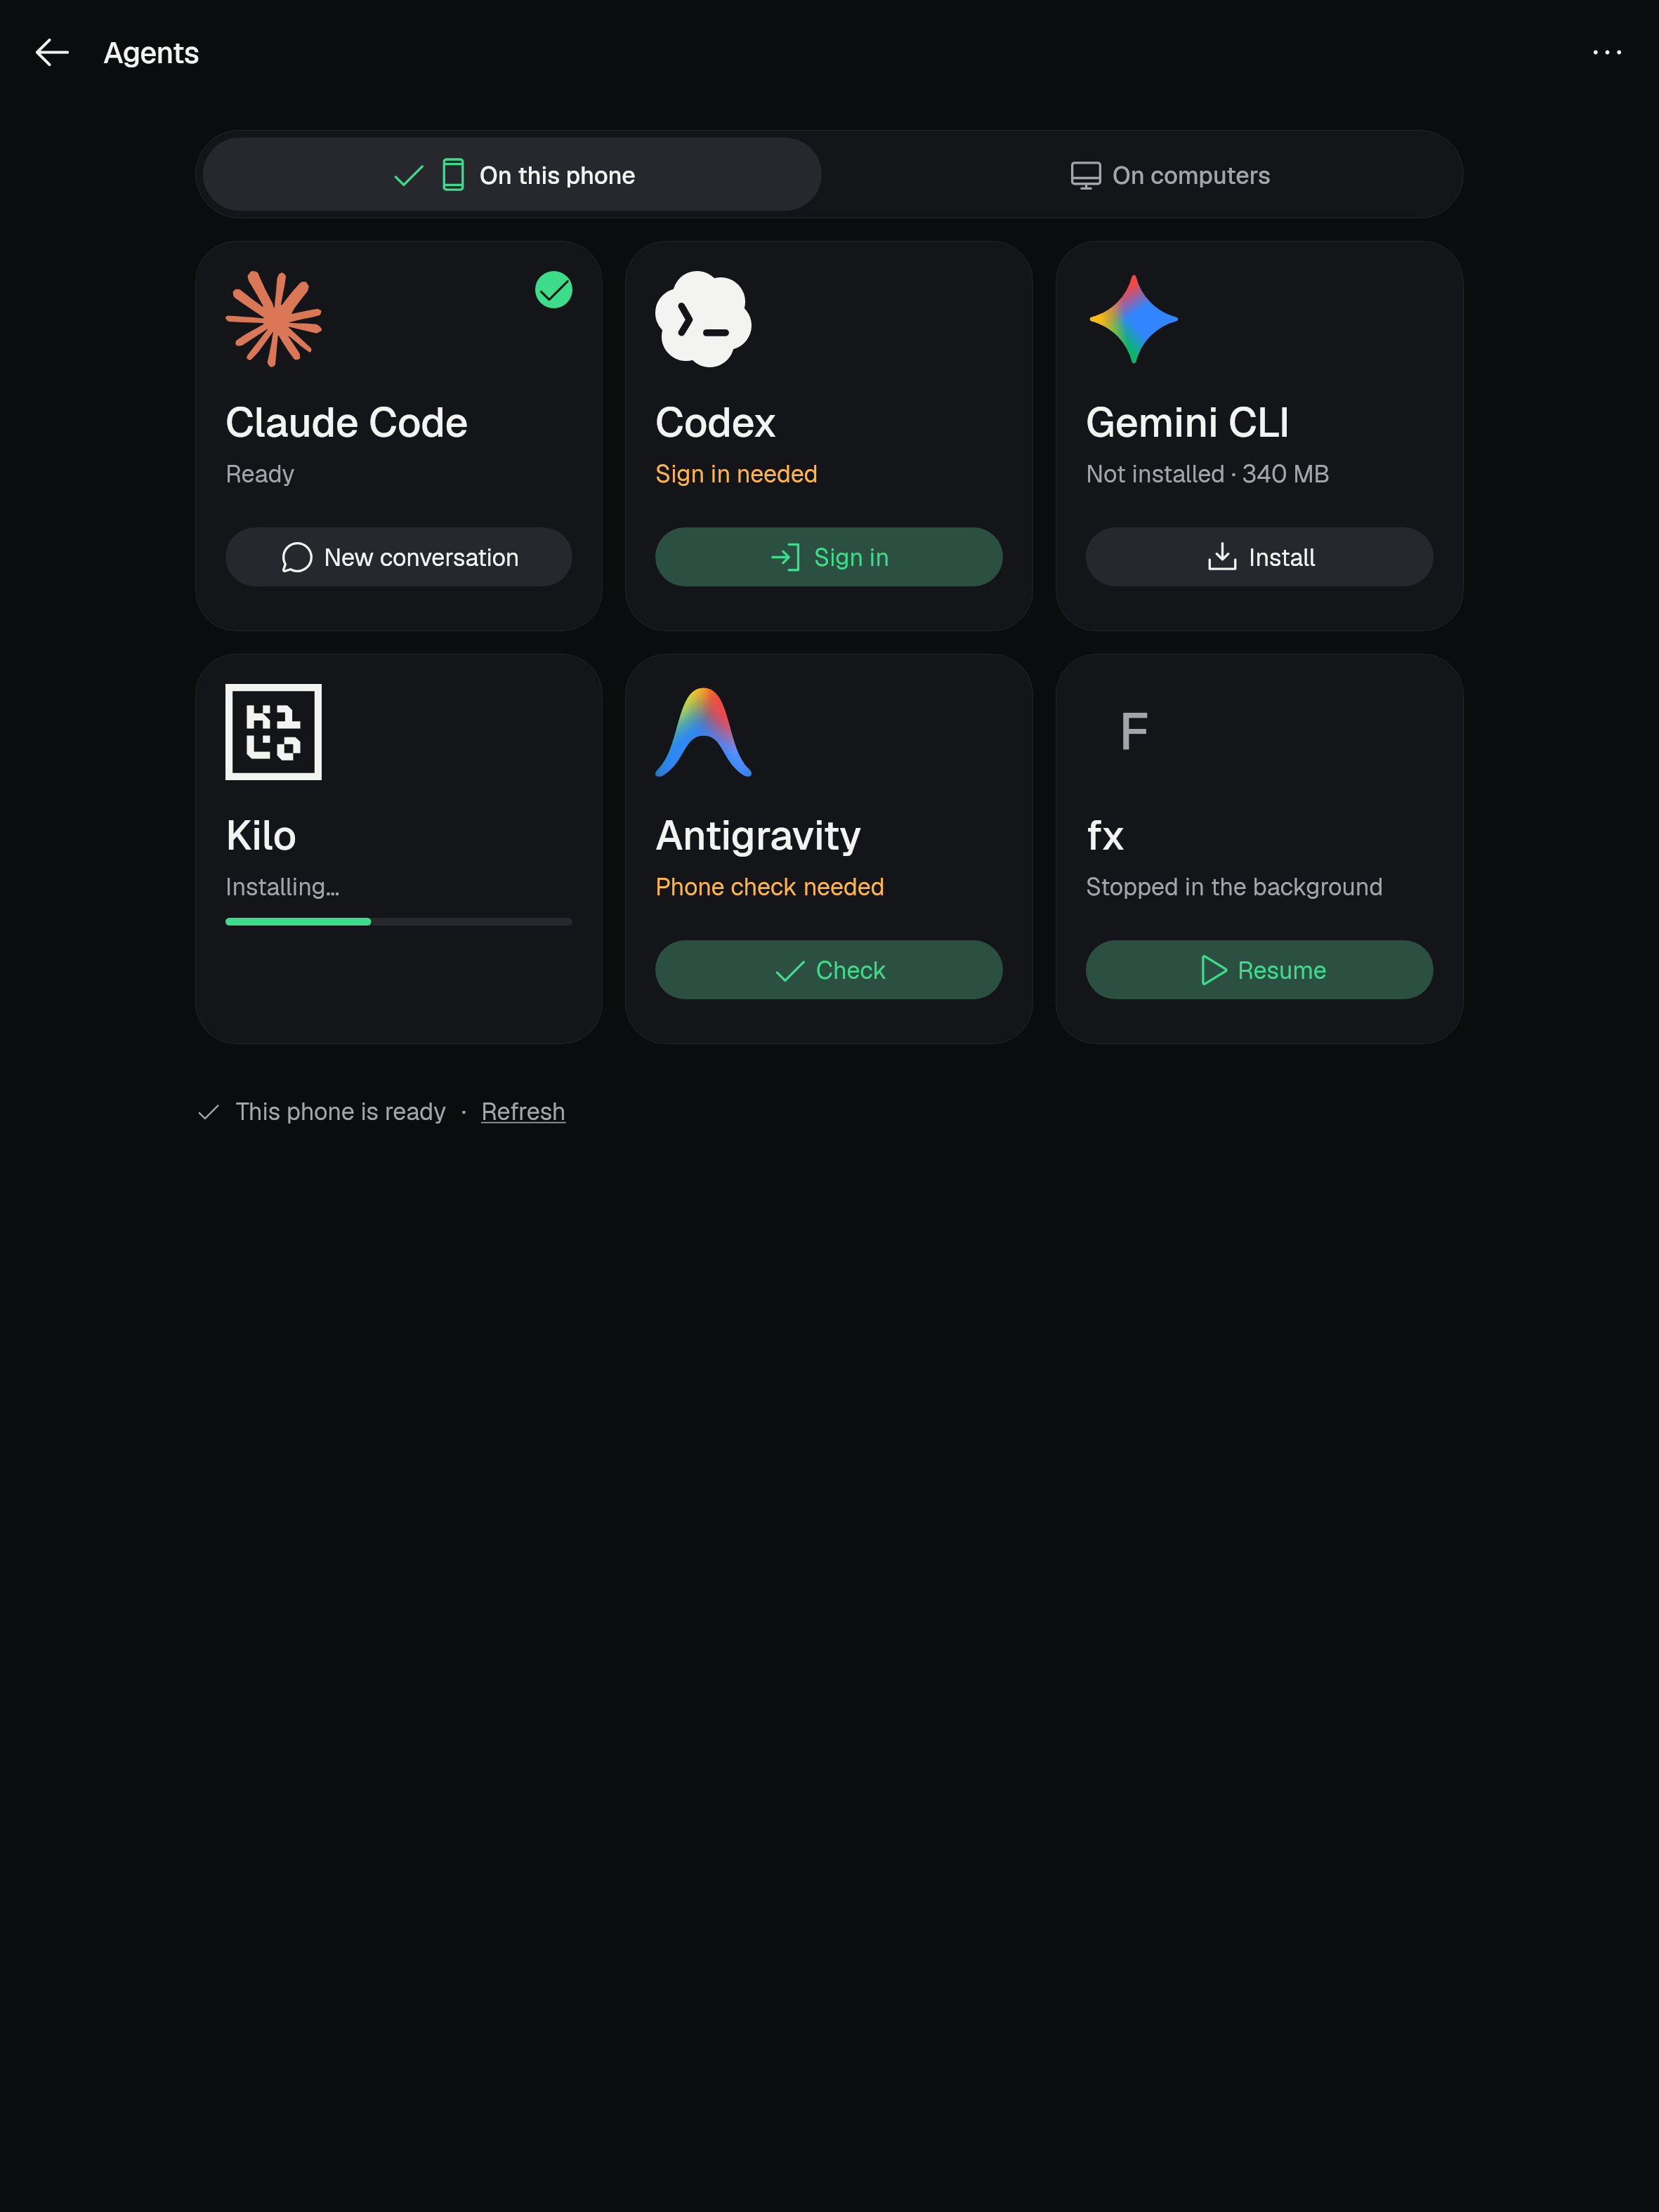 Agents
On this phone
On computers
Claude Code
Ready
New conversation
Codex
Sign in needed
Sign in
Gemini CLI
Not installed · 340 MB
Install
Kilo
Installing…
Antigravity
Phone check needed
Check
F
fx
Stopped in the background
Resume
This phone is ready · Refresh